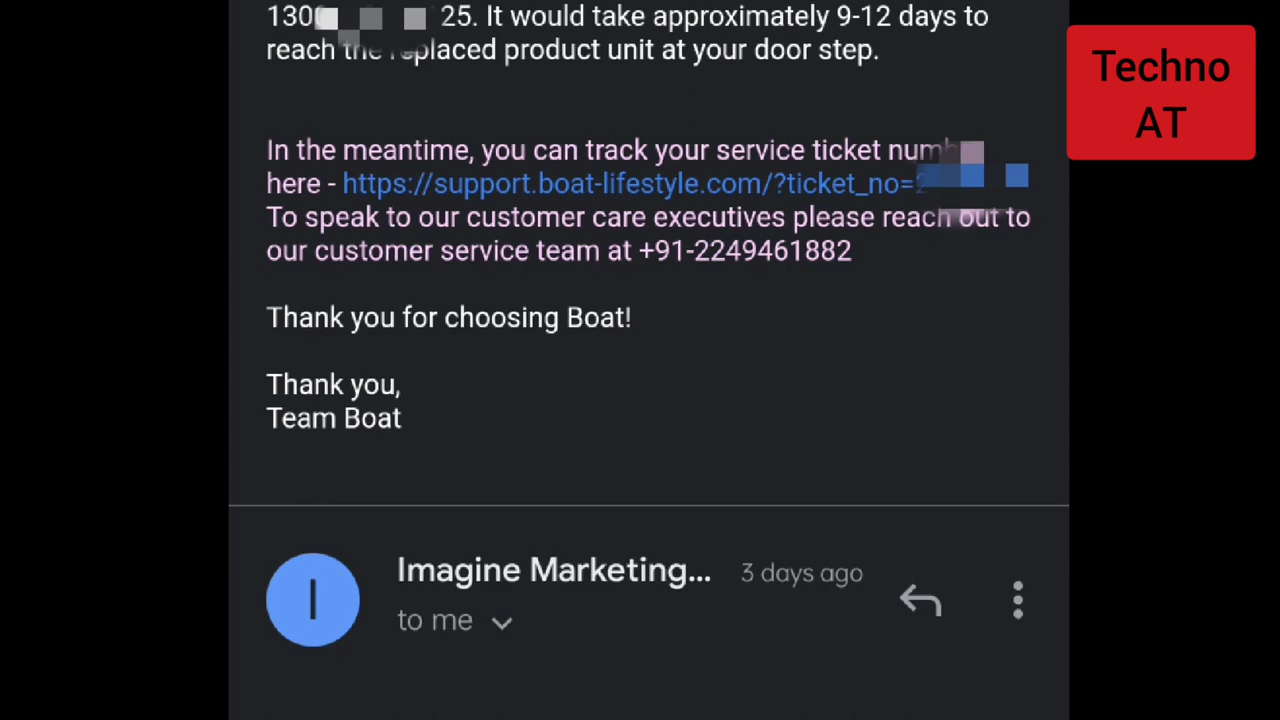 25. It would take approximately 9-12 days to
reach the replaced product unit at your door step.
In the meantime, you can track your service ticket
here - https://support.boat-lifestyle.com/?ticket_no=
To speak to our customer care executives please reach out to
our customer service team at +91-2249461882
Thank you for choosing Boat!
Thank you,
Team Boat
I
Imagine Marketing...
3 days ago
to me
Techno
AT